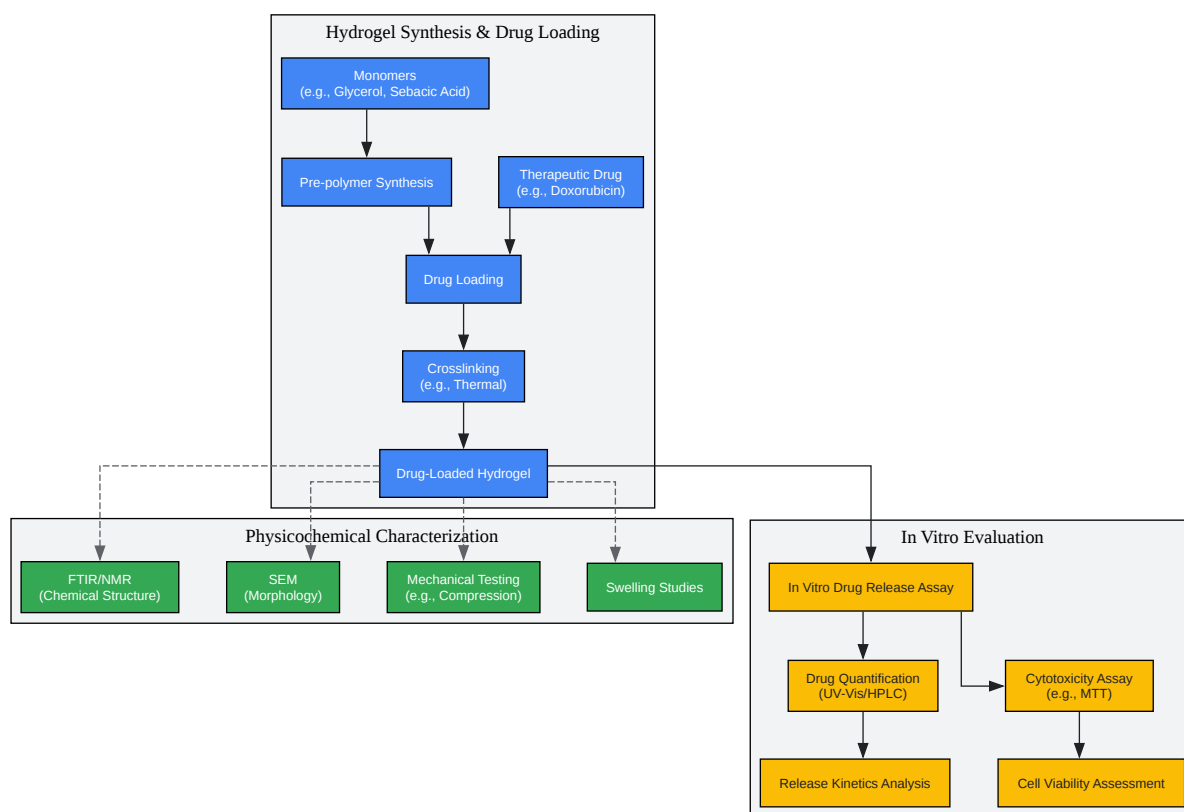 Hydrogel Synthesis & Drug Loading
Monomers
(e.g., Glycerol, Sebacic Acid)
Pre-polymer Synthesis
Therapeutic Drug
(e.g., Doxorubicin)
Drug Loading
Crosslinking
(e.g., Thermal)
Drug-Loaded Hydrogel
Physicochemical Characterization
FTIR/NMR
(Chemical Structure)
SEM
(Morphology)
Mechanical Testing
(e.g., Compression)
Swelling Studies
In Vitro Evaluation
In Vitro Drug Release Assay
Drug Quantification
(UV-Vis/HPLC)
Cytotoxicity Assay
(e.g., MTT)
Release Kinetics Analysis
Cell Viability Assessment